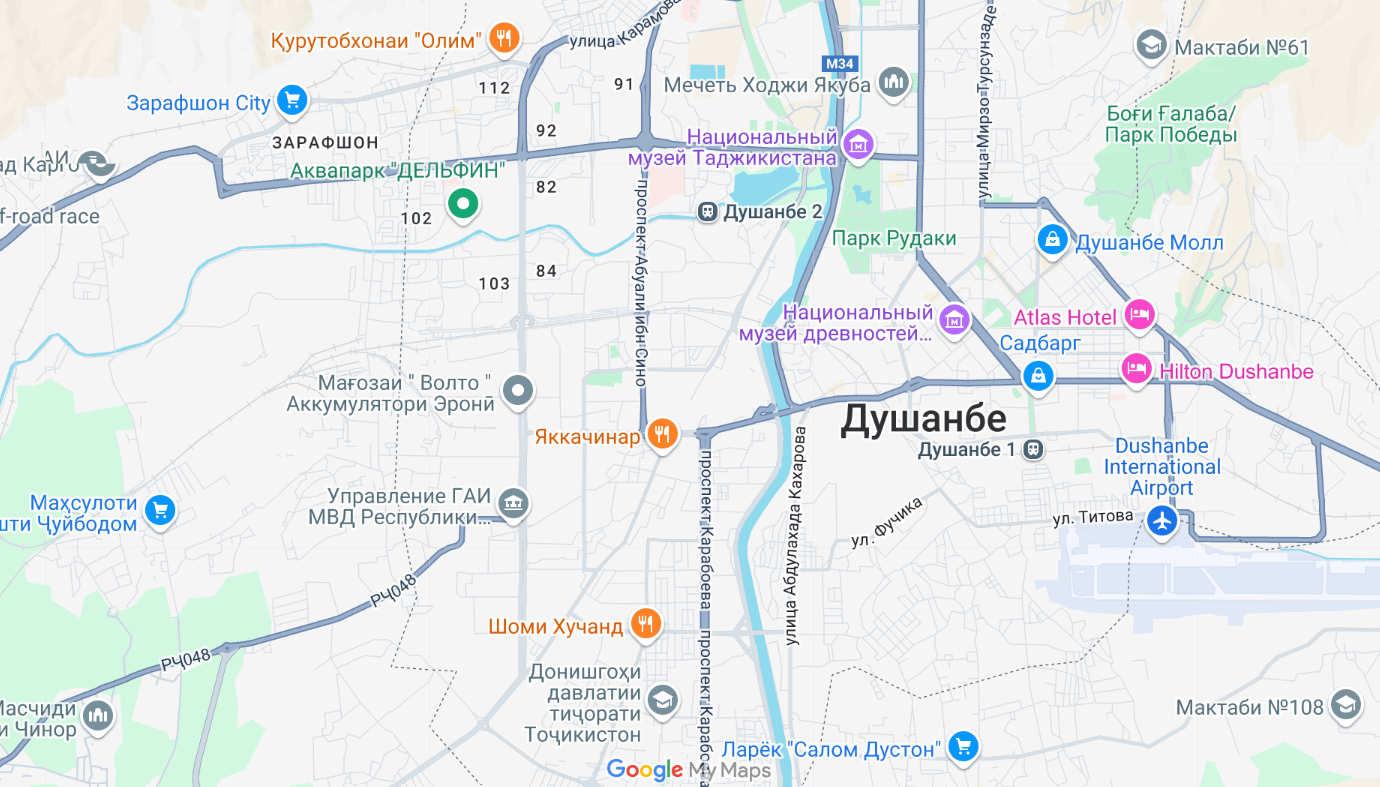 улица Карамова
Қурутобхонаи "Олим"
Мактаби №61
M34
улица Мирзо-Турсунзаде
112
91
Мечеть Ходжи Якуба
Зарафшон City
Боғи Ғалаба/
Парк Победы
92
ЗАРАФШОН
Национальный
музей Таджикистана
Аквапарк "ДЕЛЬФИН"
82
102
f-road race
Душанбе 2
Парк Рудаки
Душанбе Молл
проспект Абуали ибн Сино
84
103
Национальный
музей древностей...
Atlas Hotel
Садбарг
Hilton Dushanbe
Мағозаи " Волто "
Аккумулятори Эронӣ
Душанбе
Яккачинар
Душанбе 1
Dushanbe
International
Airport
проспект Карабоева
улица Абдулахада Кахарова
Управление ГАИ
МВД Республики...
Маҳсулоти
шти Ҷуйбодом
ул. Фучика
ул. Титова
РҶ048
Шоми Хучанд
РҶ048
проспект Карабоева
Донишгоҳи
давлатии
тиҷорати
Тоҷикистон
Масчиди
и Чинор
Мактаби №108
Ларёк "Салом Дустон"
Google My Maps